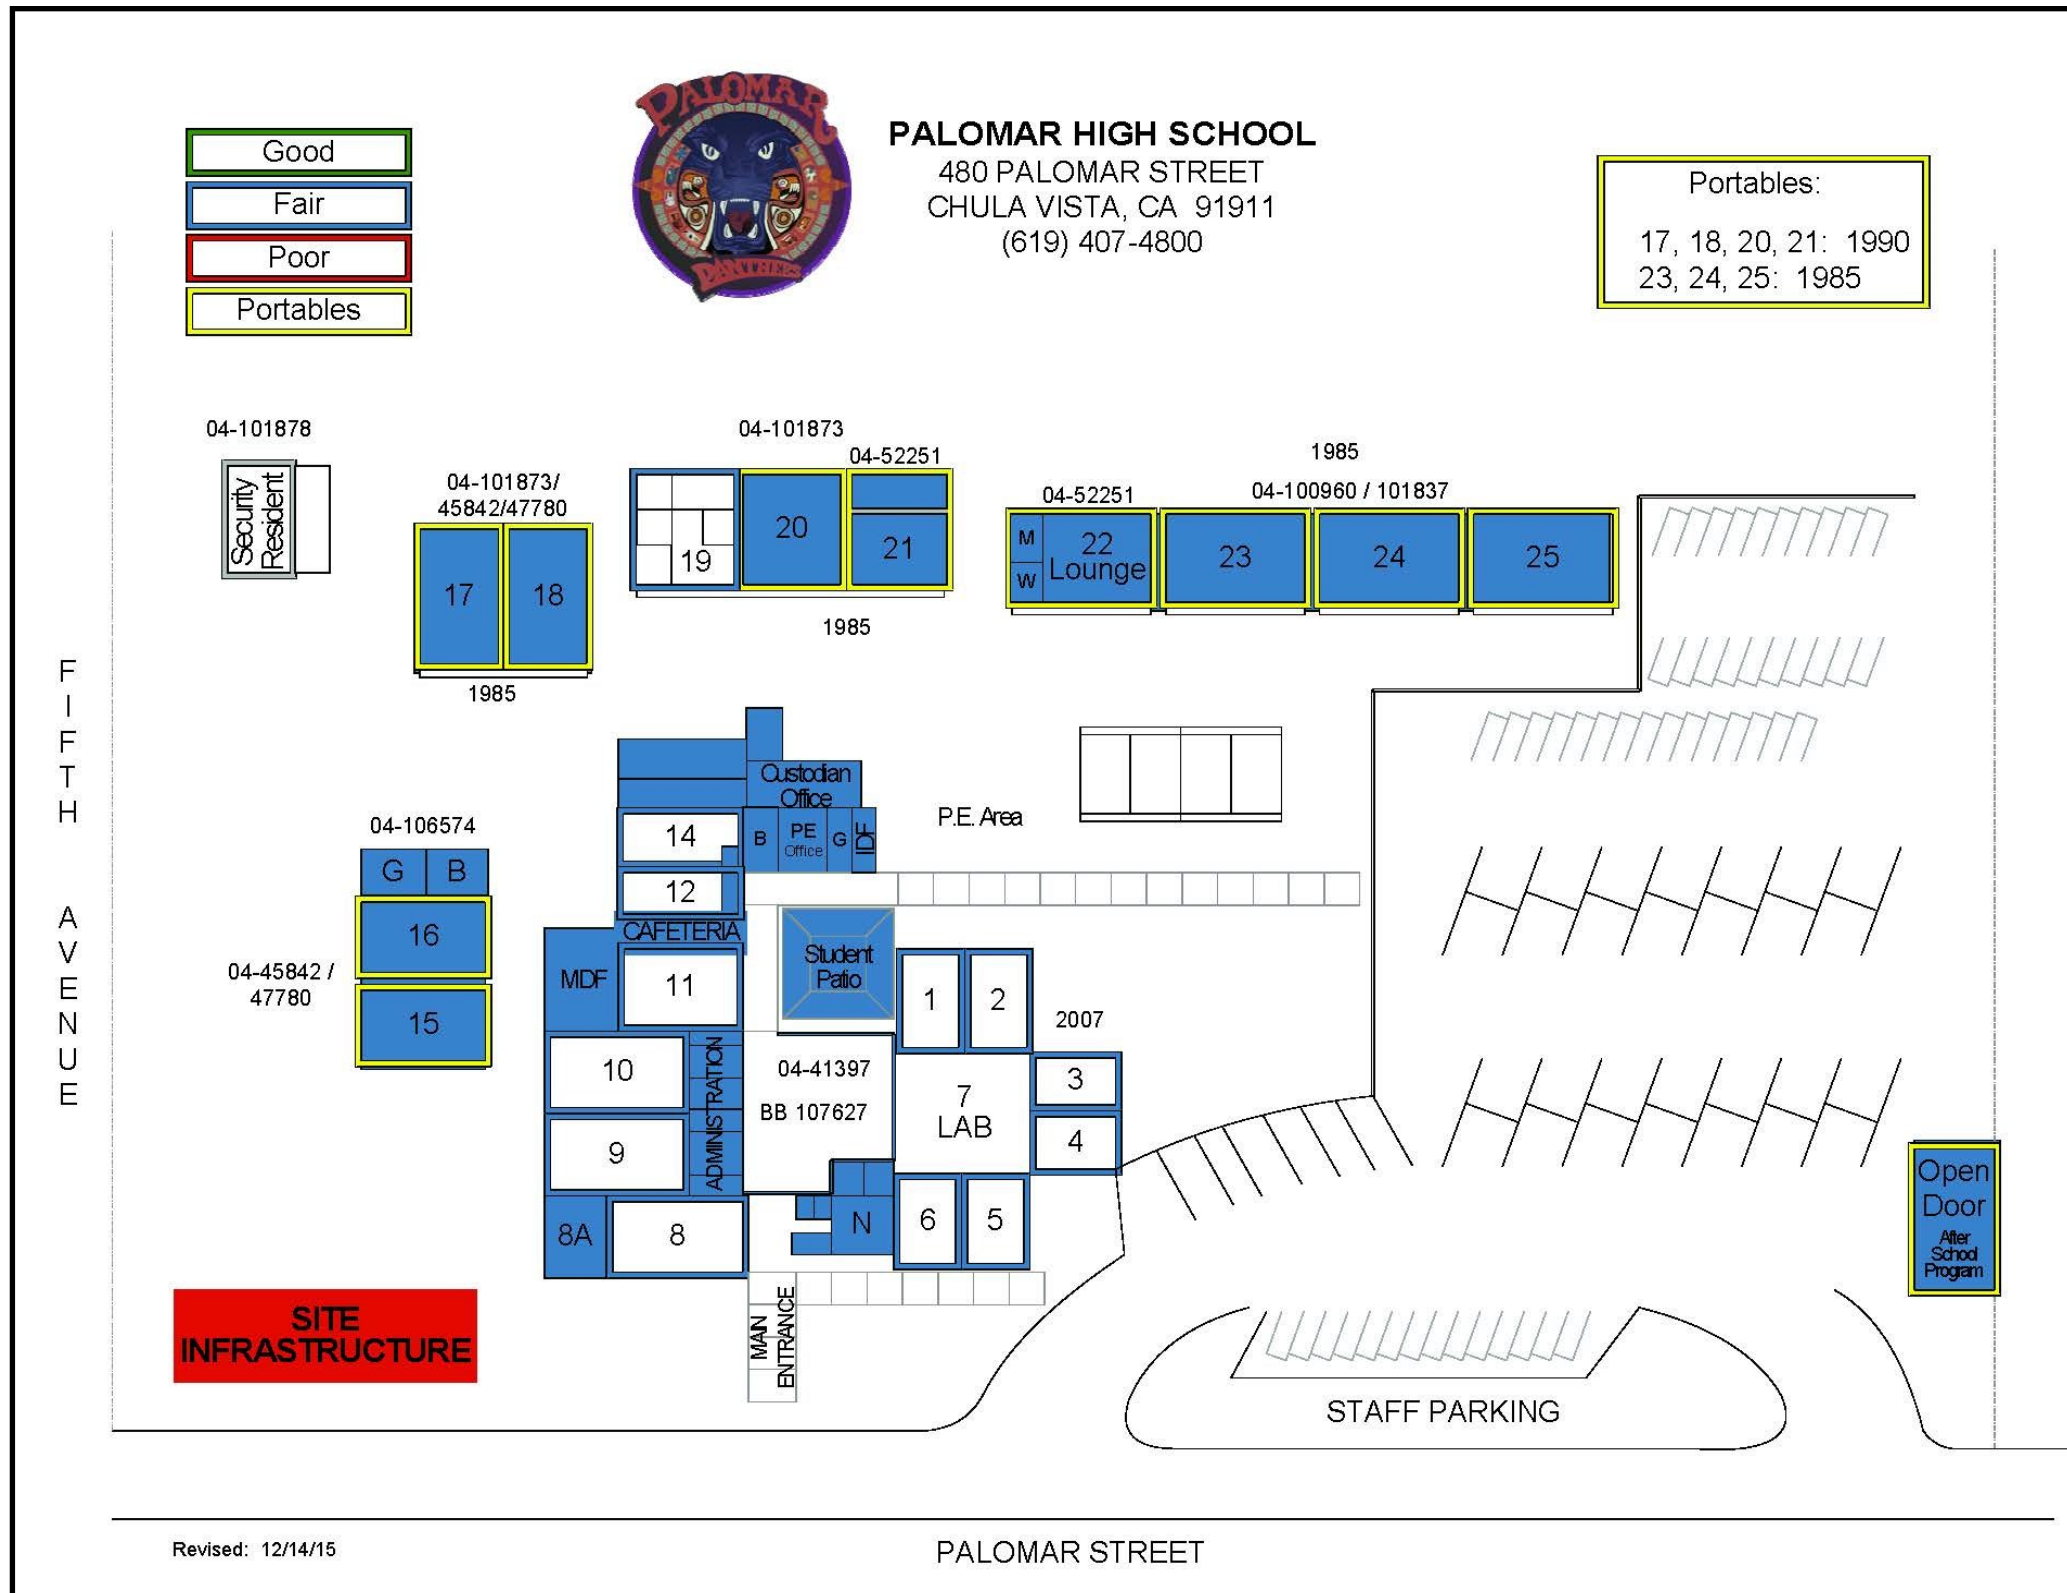 PALOMAR
PANTHERS
PALOMAR HIGH SCHOOL
480 PALOMAR STREET
CHULA VISTA, CA  91911
(619) 407-4800
Good
Fair
Poor
Portables
Portables:
17, 18, 20, 21:  1990
23, 24, 25:  1985
04-101878
Security
Resident
04-101873/
45842/47780
17
18
1985
04-101873
04-52251
19
20
21
1985
1985
04-52251
04-100960 / 101837
M
W
22
Lounge
23
24
25
FIFTH AVENUE
04-106574
G
B
16
04-45842 /
47780
15
Custodian
Office
14
B
PE
Office
G
IDF
P.E. Area
12
CAFETERIA
MDF
11
Student
Patio
1
2
2007
10
ADMINISTRATION
04-41397
BB 107627
7
LAB
3
4
9
8A
8
N
6
5
MAIN
ENTRANCE
Open
Door
After
School
Program
SITE
INFRASTRUCTURE
STAFF PARKING
Revised:  12/14/15
PALOMAR STREET